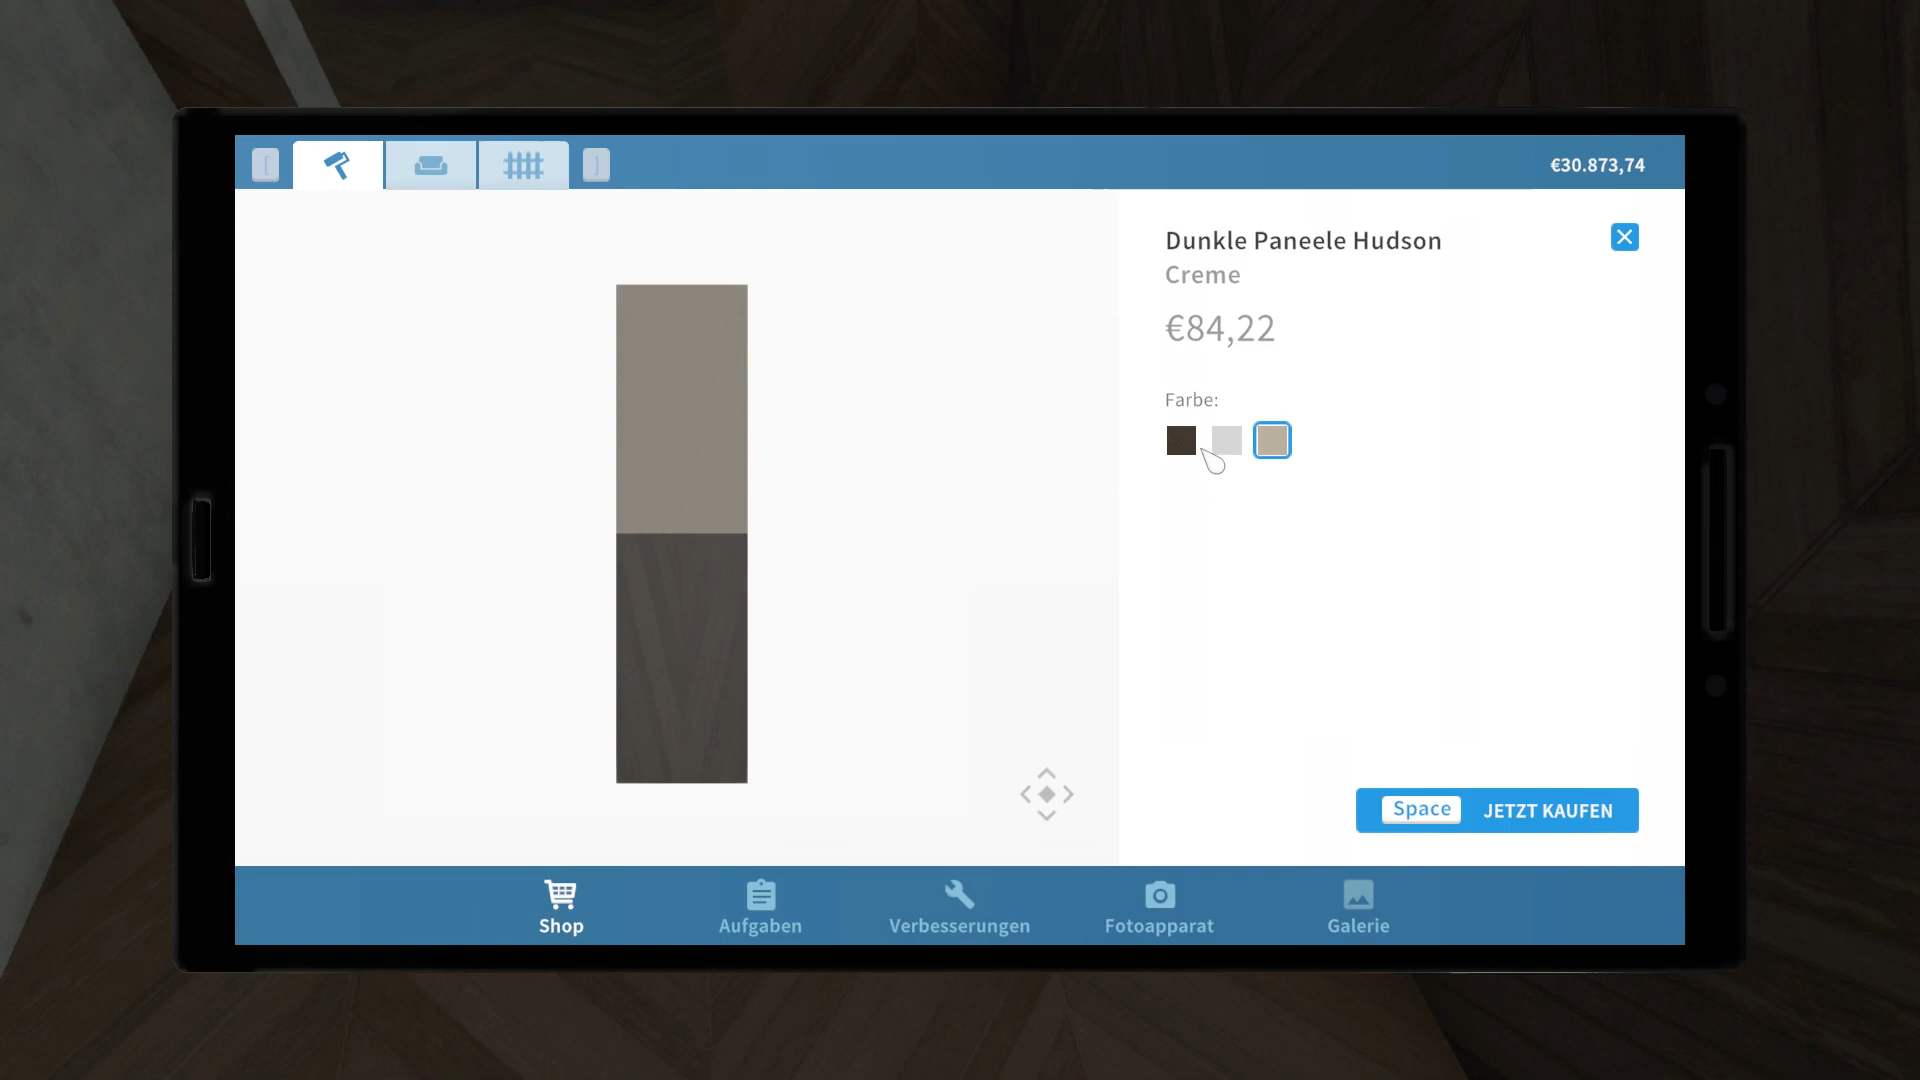 [
]
€30.873,74
Dunkle Paneele Hudson
Creme
€84,22
Farbe:
Space JETZT KAUFEN
Shop
Aufgaben
Verbesserungen
Fotoapparat
Galerie